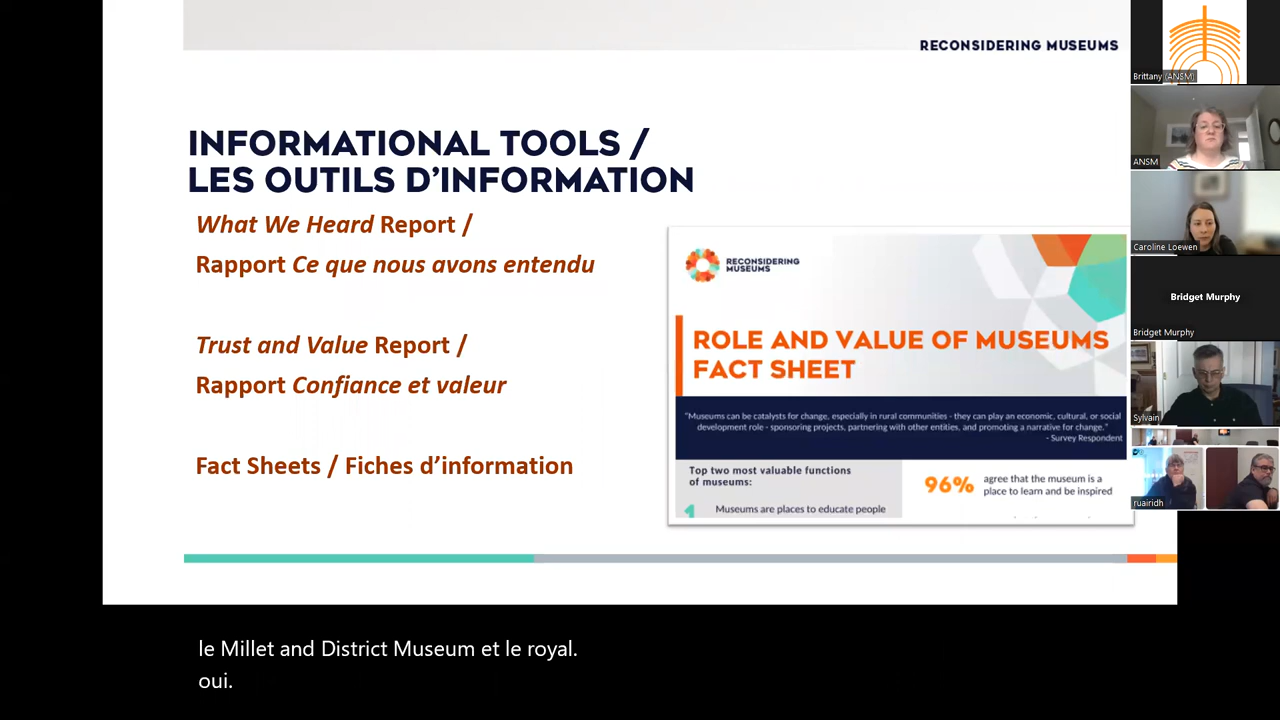 RECONSIDERING MUSEUMS
INFORMATIONAL TOOLS /
LES OUTILS D’INFORMATION
What We Heard Report /
Rapport Ce que nous avons entendu
Trust and Value Report /
Rapport Confiance et valeur
Fact Sheets / Fiches d’information
RECONSIDERING
MUSEUMS
ROLE AND VALUE OF MUSEUMS
FACT SHEET
"Museums can be catalysts for change, especially in rural communities - they can play an economic, cultural, or social
development role - sponsoring projects, partnering with other entities, and promoting a narrative for change."
- Survey Respondent
Top two most valuable functions
of museums:
1 Museums are places to educate people
96% agree that the museum is a
place to learn and be inspired
Brittany (ANSM)
ANSM
Caroline Loewen
Bridget Murphy
Bridget Murphy
Sylvain
ruairidh
le Millet and District Museum et le royal.
oui.